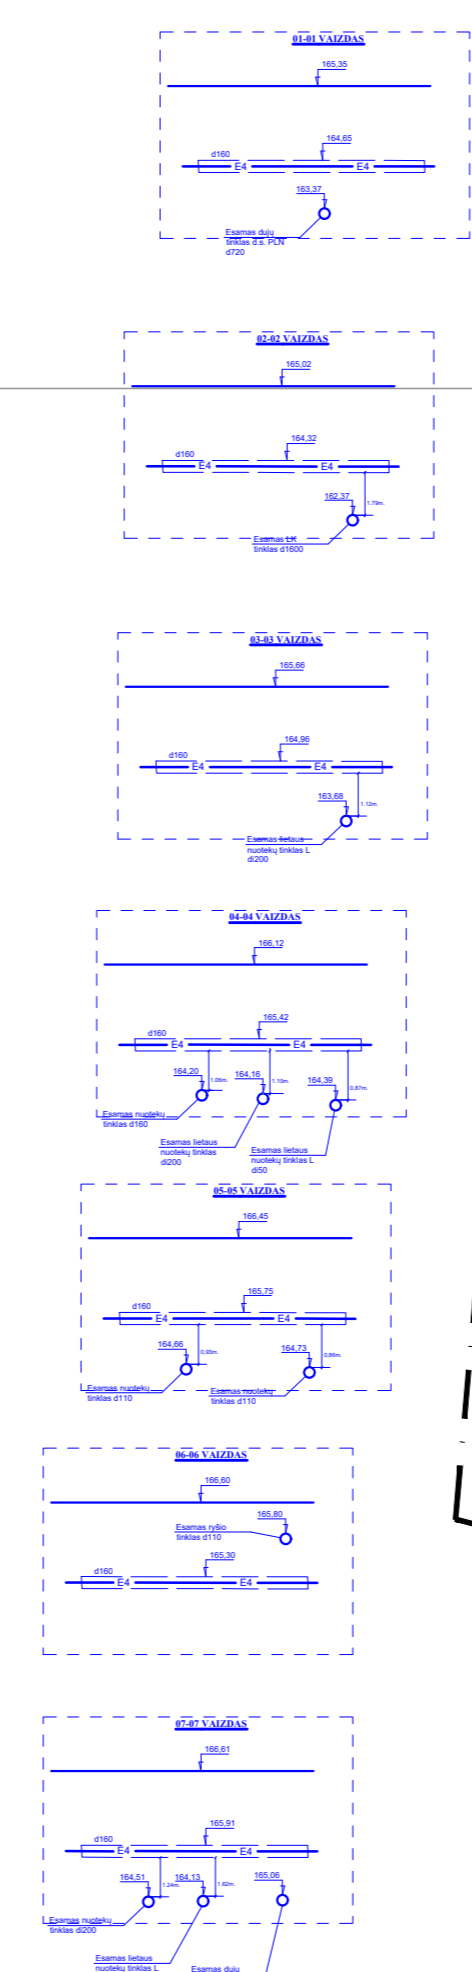 01-01 VAIZDAS
165,35
164,65
d160
E4 E4
163,37
Esamas dujų
tinklas d.s. PLN
d720
02-02 VAIZDAS
165,02
164,32
d160
E4 E4
162,37
1.79m.
Esamas LK
tinklas d1600
03-03 VAIZDAS
165,66
164,96
d160
E4 E4
163,68
1.12m.
Esamas lietaus
nuotekų tinklas L
di200
04-04 VAIZDAS
166,12
165,42
d160
E4 E4
164,20
1.06m.
164,16
1.10m.
164,39
0,87m.
Esamas nuotekų
tinklas d160
Esamas lietaus
nuotekų tinklas
di200
Esamas lietaus
nuotekų tinklas L
di50
05-05 VAIZDAS
166,45
165,75
d160
E4 E4
164,66
0,93m.
164,73
0,86m.
Esamas nuotekų
tinklas d110
Esamas nuotekų
tinklas d110
06-06 VAIZDAS
166,60
165,80
Esamas ryšio
tinklas d110
165,30
d160
E4 E4
07-07 VAIZDAS
166,61
165,91
d160
E4 E4
164,51
1.24m.
164,13
1.62m.
165,06
Esamas nuotekų
tinklas di200
Esamas lietaus
nuotekų tinklas L
Esamas dujų